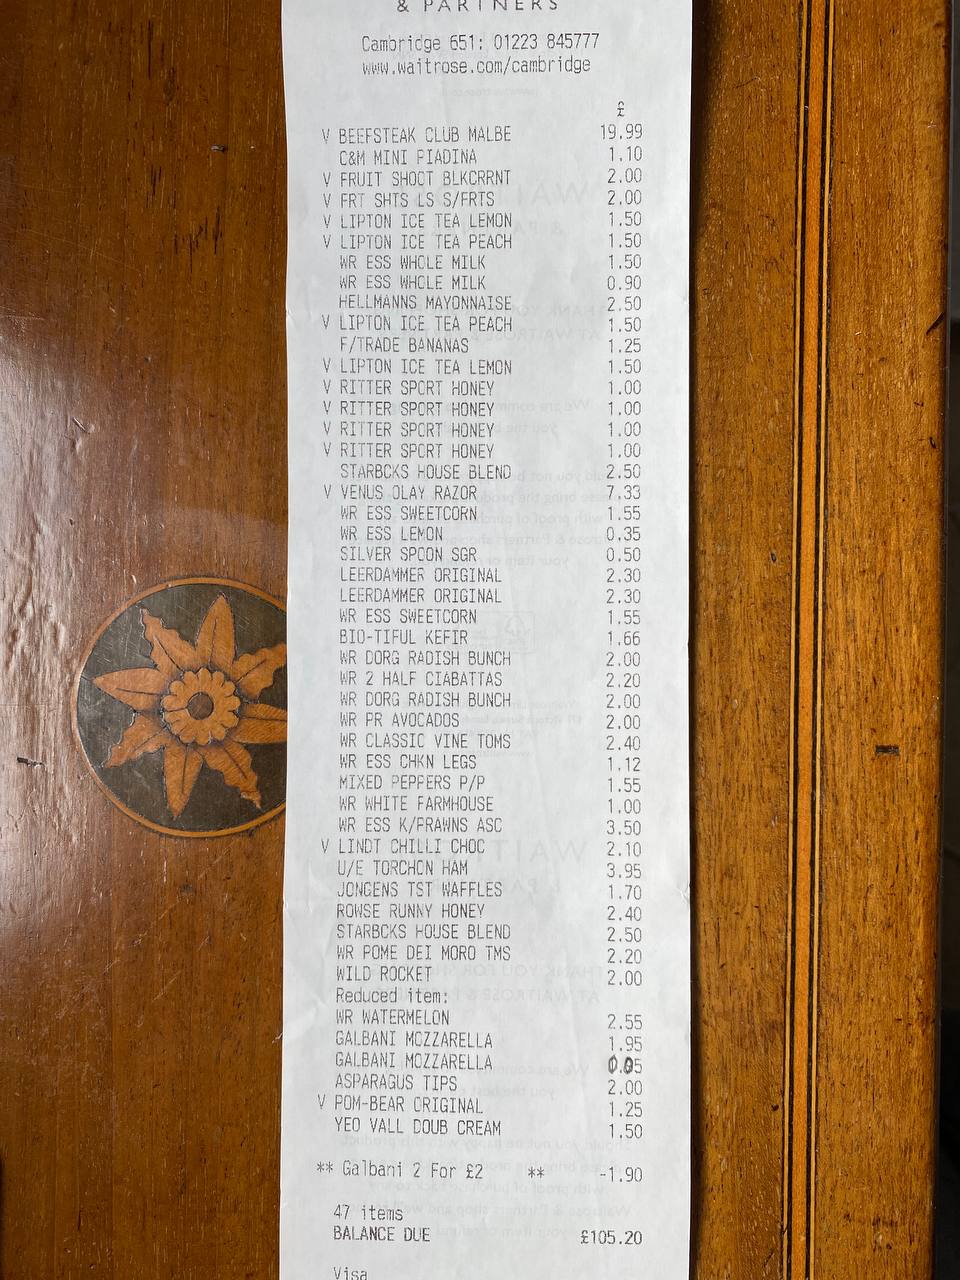 & PARTNERS
Cambridge 651: 01223 845777
www.waitrose.com/cambridge
£
V BEEFSTEAK CLUB MALBE 19.99
C&M MINI PIADINA 1.10
V FRUIT SHOOT BLKCRRNT 2.00
V FRT SHTS LS S/FRTS 2.00
V LIPTON ICE TEA LEMON 1.50
V LIPTON ICE TEA PEACH 1.50
WR ESS WHOLE MILK 1.50
WR ESS WHOLE MILK 0.90
HELLMANNS MAYONNAISE 2.50
V LIPTON ICE TEA PEACH 1.50
F/TRADE BANANAS 1.25
V LIPTON ICE TEA LEMON 1.50
V RITTER SPORT HONEY 1.00
V RITTER SPORT HONEY 1.00
V RITTER SPORT HONEY 1.00
V RITTER SPORT HONEY 1.00
STARBCKS HOUSE BLEND 2.50
V VENUS OLAY RAZOR 7.33
WR ESS SWEETCORN 1.55
WR ESS LEMON 0.35
SILVER SPOON SGR 0.50
LEERDAMMER ORIGINAL 2.30
LEERDAMMER ORIGINAL 2.30
WR ESS SWEETCORN 1.55
BIO-TIFUL KEFIR 1.66
WR DORG RADISH BUNCH 2.00
WR 2 HALF CIABATTAS 2.20
WR DORG RADISH BUNCH 2.00
WR PR AVOCADOS 2.00
WR CLASSIC VINE TOMS 2.40
WR ESS CHKN LEGS 1.12
MIXED PEPPERS P/P 1.55
WR WHITE FARMHOUSE 1.00
WR ESS K/PRAWNS ASC 3.50
V LINDT CHILLI CHOC 2.10
U/E TORCHON HAM 3.95
JONGENS TST WAFFLES 1.70
ROWSE RUNNY HONEY 2.40
STARBCKS HOUSE BLEND 2.50
WR POME DEI MORO TMS 2.20
WILD ROCKET 2.00
Reduced item:
WR WATERMELON 2.55
GALBANI MOZZARELLA 1.95
GALBANI MOZZARELLA 0.05
ASPARAGUS TIPS 2.00
V POM-BEAR ORIGINAL 1.25
YEO VALL DOUB CREAM 1.50
** Galbani 2 For £2 ** -1.90
47 items
BALANCE DUE £105.20
Visa